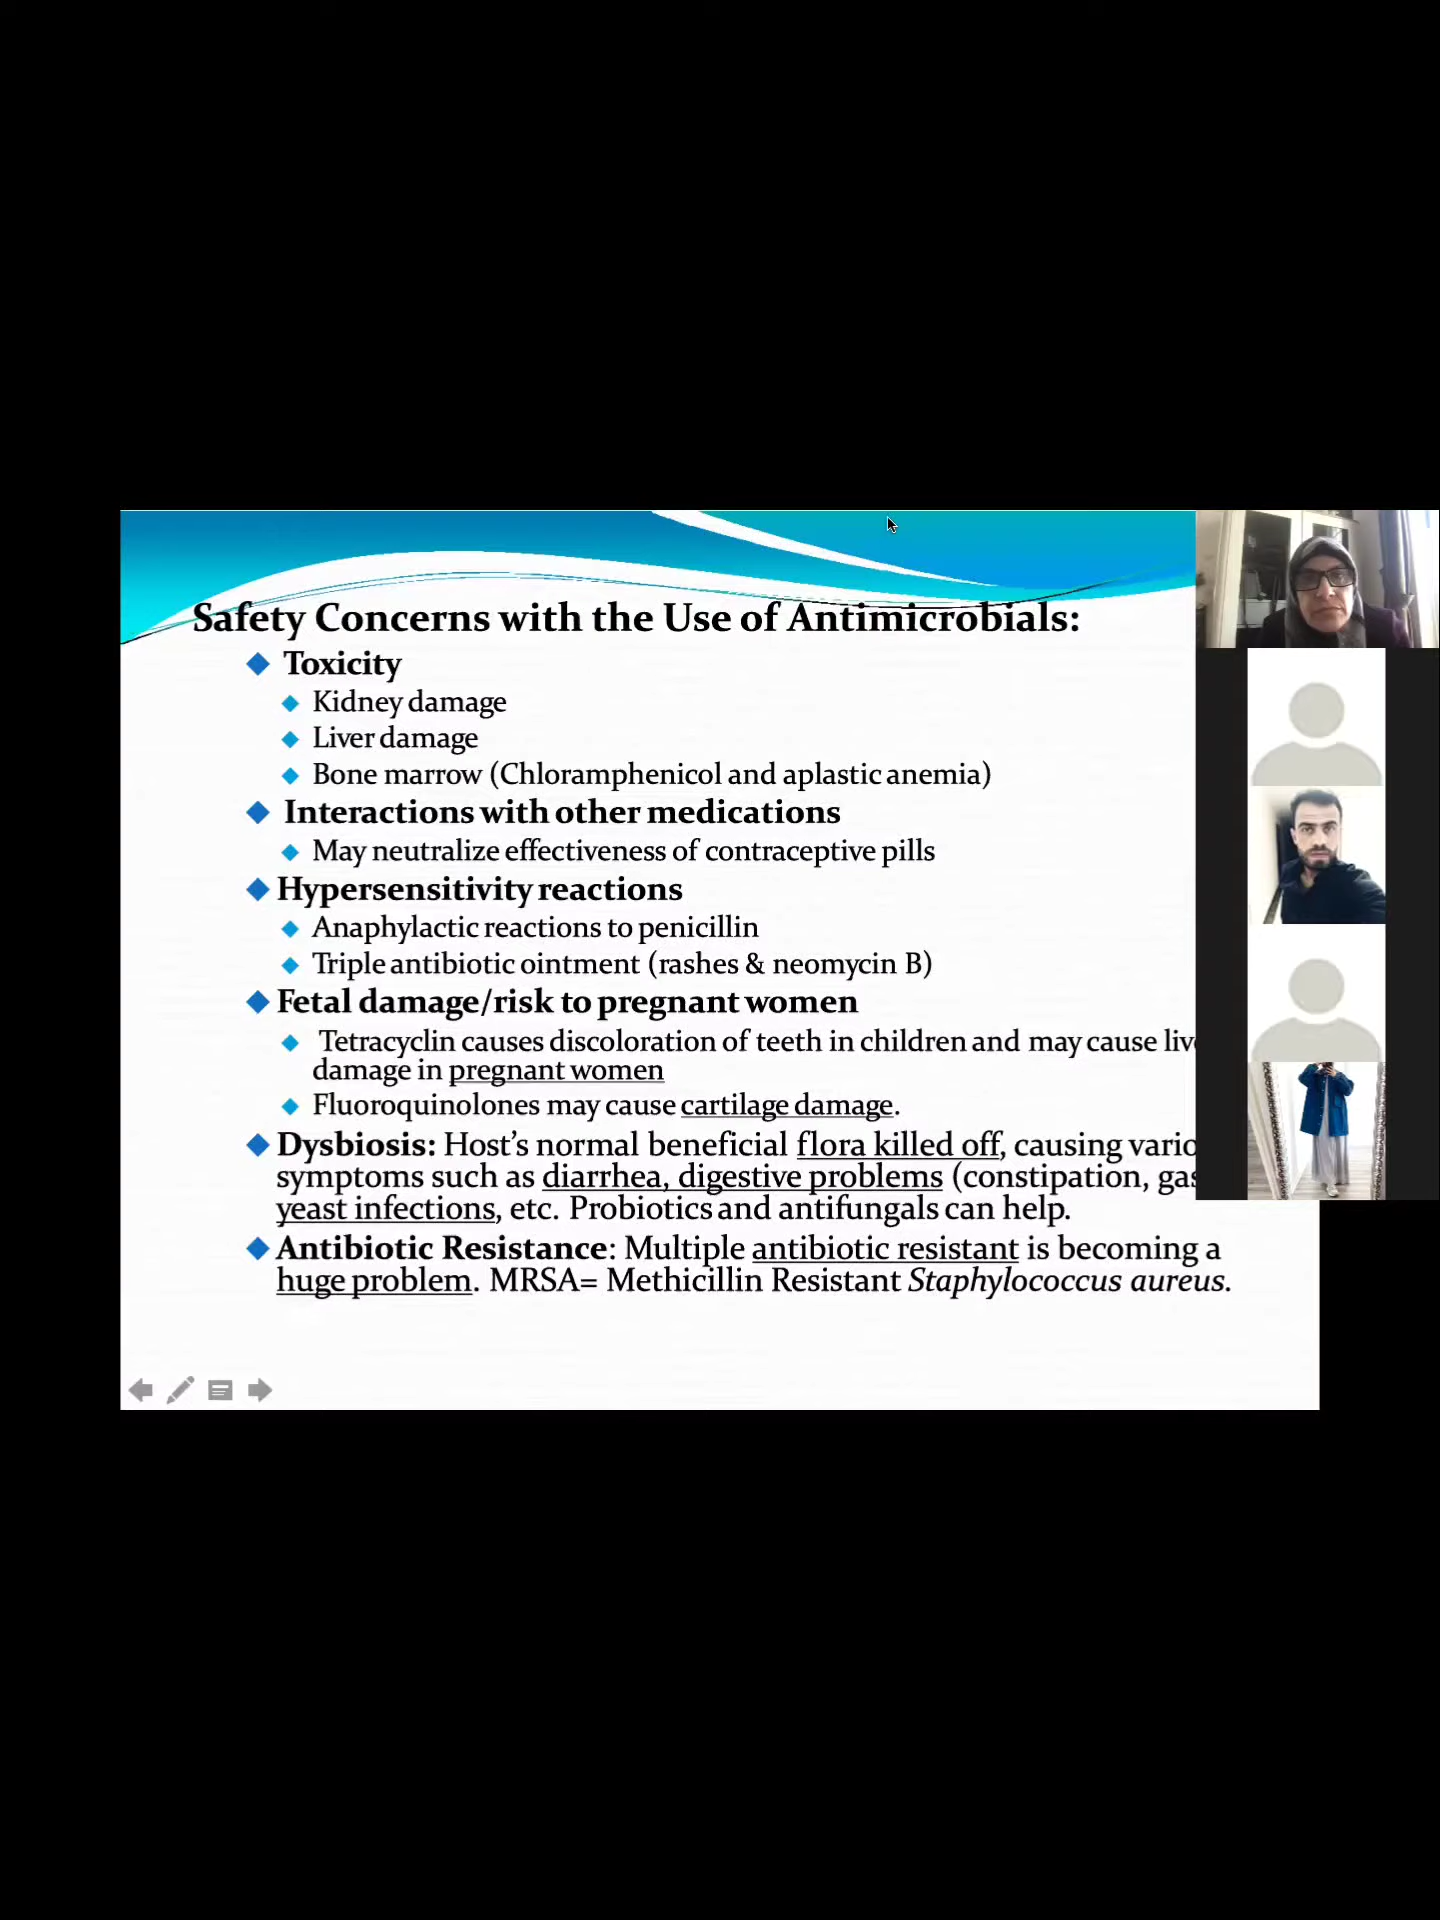 Safety Concerns with the Use of Antimicrobials:
Toxicity
Kidney damage
Liver damage
Bone marrow (Chloramphenicol and aplastic anemia)
Interactions with other medications
May neutralize effectiveness of contraceptive pills
Hypersensitivity reactions
Anaphylactic reactions to penicillin
Triple antibiotic ointment (rashes & neomycin B)
Fetal damage/risk to pregnant women
Tetracyclin causes discoloration of teeth in children and may cause
damage in pregnant women
Fluoroquinolones may cause cartilage damage.
Dysbiosis: Host's normal beneficial flora killed off, causing
symptoms such as diarrhea, digestive problems (constipation, gas
yeast infections, etc. Probiotics and antifungals can help.
Antibiotic Resistance: Multiple antibiotic resistant is becoming a
huge problem. MRSA= Methicillin Resistant Staphylococcus aureus.